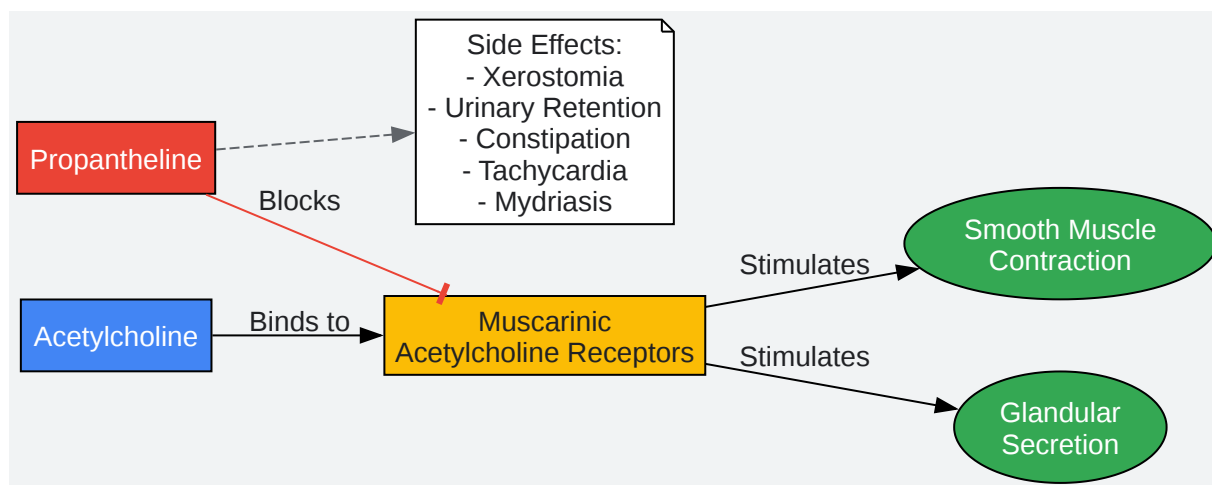 Side Effects:
- Xerostomia
- Urinary Retention
- Constipation
- Tachycardia
- Mydriasis
Propantheline
Blocks
Acetylcholine
Binds to
Muscarinic
Acetylcholine Receptors
Stimulates
Smooth Muscle
Contraction
Stimulates
Glandular
Secretion